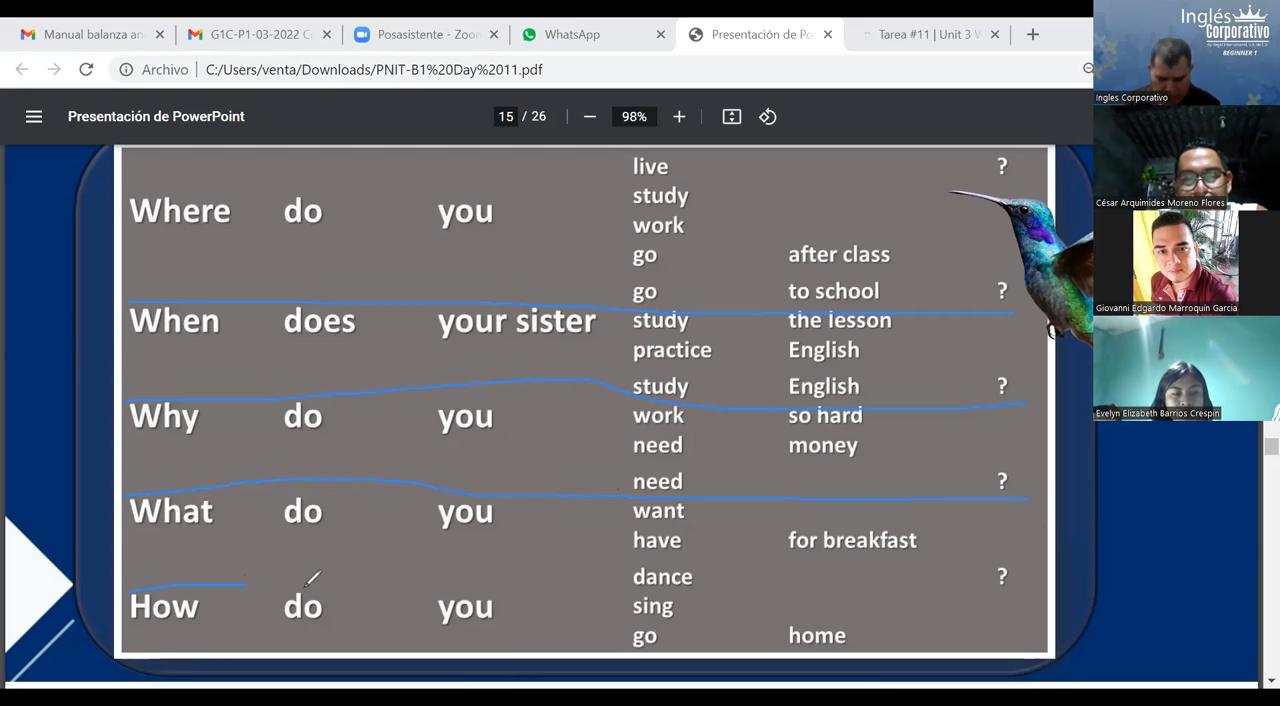 Manual balanza an
G1C-P1-03-2022 C
Posasistente - Zoom
WhatsApp
Presentación de Po
Tarea #11 | Unit 3 W
Archivo
C:/Users/venta/Downloads/PNIT-B1%20Day%2011.pdf
Presentación de PowerPoint
15 / 26
98%
live ?
study
Where do you
work
go after class
go to school ?
When does your sister study the lesson
practice English
study English ?
Why do you work so hard
need money
need ?
What do you want
have for breakfast
dance ?
How do you sing
go home
Inglés
Corporativo
BEGINNER 1
Ingles Corporativo
César Arquimides Moreno Flores
Giovanni Edgardo Marroquín Garcia
Evelyn Elizabeth Barrios Crespin